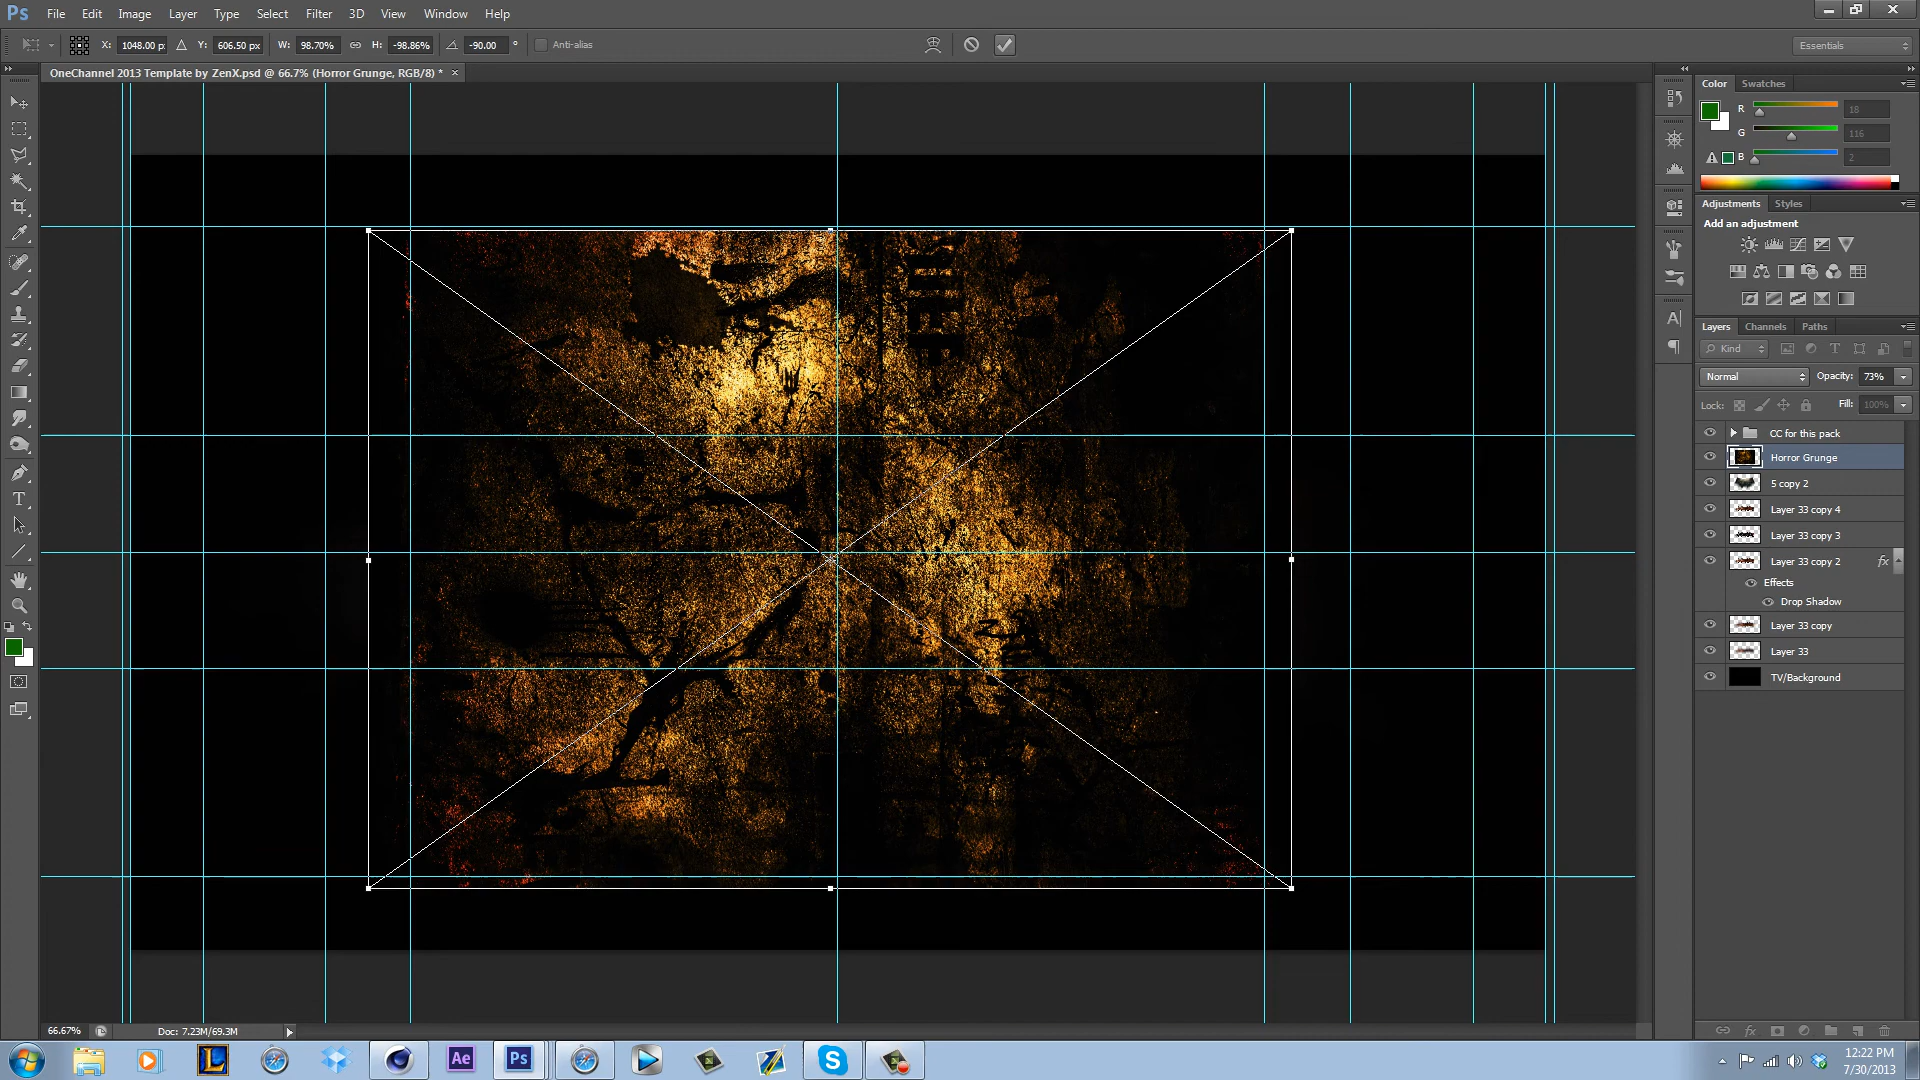 Ps File Edit Image Layer Type Select Filter 3D View Window Help
X: 1048.00 p Y: 606.50 px W: 98.70% H: -98.86% -90.00 ° Anti-alias Essentials
OneChannel 2013 Template by ZenX.psd @ 66.7% (Horror Grunge, RGB/8) * ×
Color Swatches
R 18
G 116
B 2
Adjustments Styles
Add an adjustment
Layers Channels Paths
Kind
Normal Opacity: 73%
Lock: Fill: 100%
CC for this pack
Horror Grunge
5 copy 2
Layer 33 copy 4
Layer 33 copy 3
Layer 33 copy 2 fx
Effects
Drop Shadow
Layer 33 copy
Layer 33
TV/Background
66.67% Doc: 7.23M/69.3M
fx
Ae Ps
12:22 PM
7/30/2013